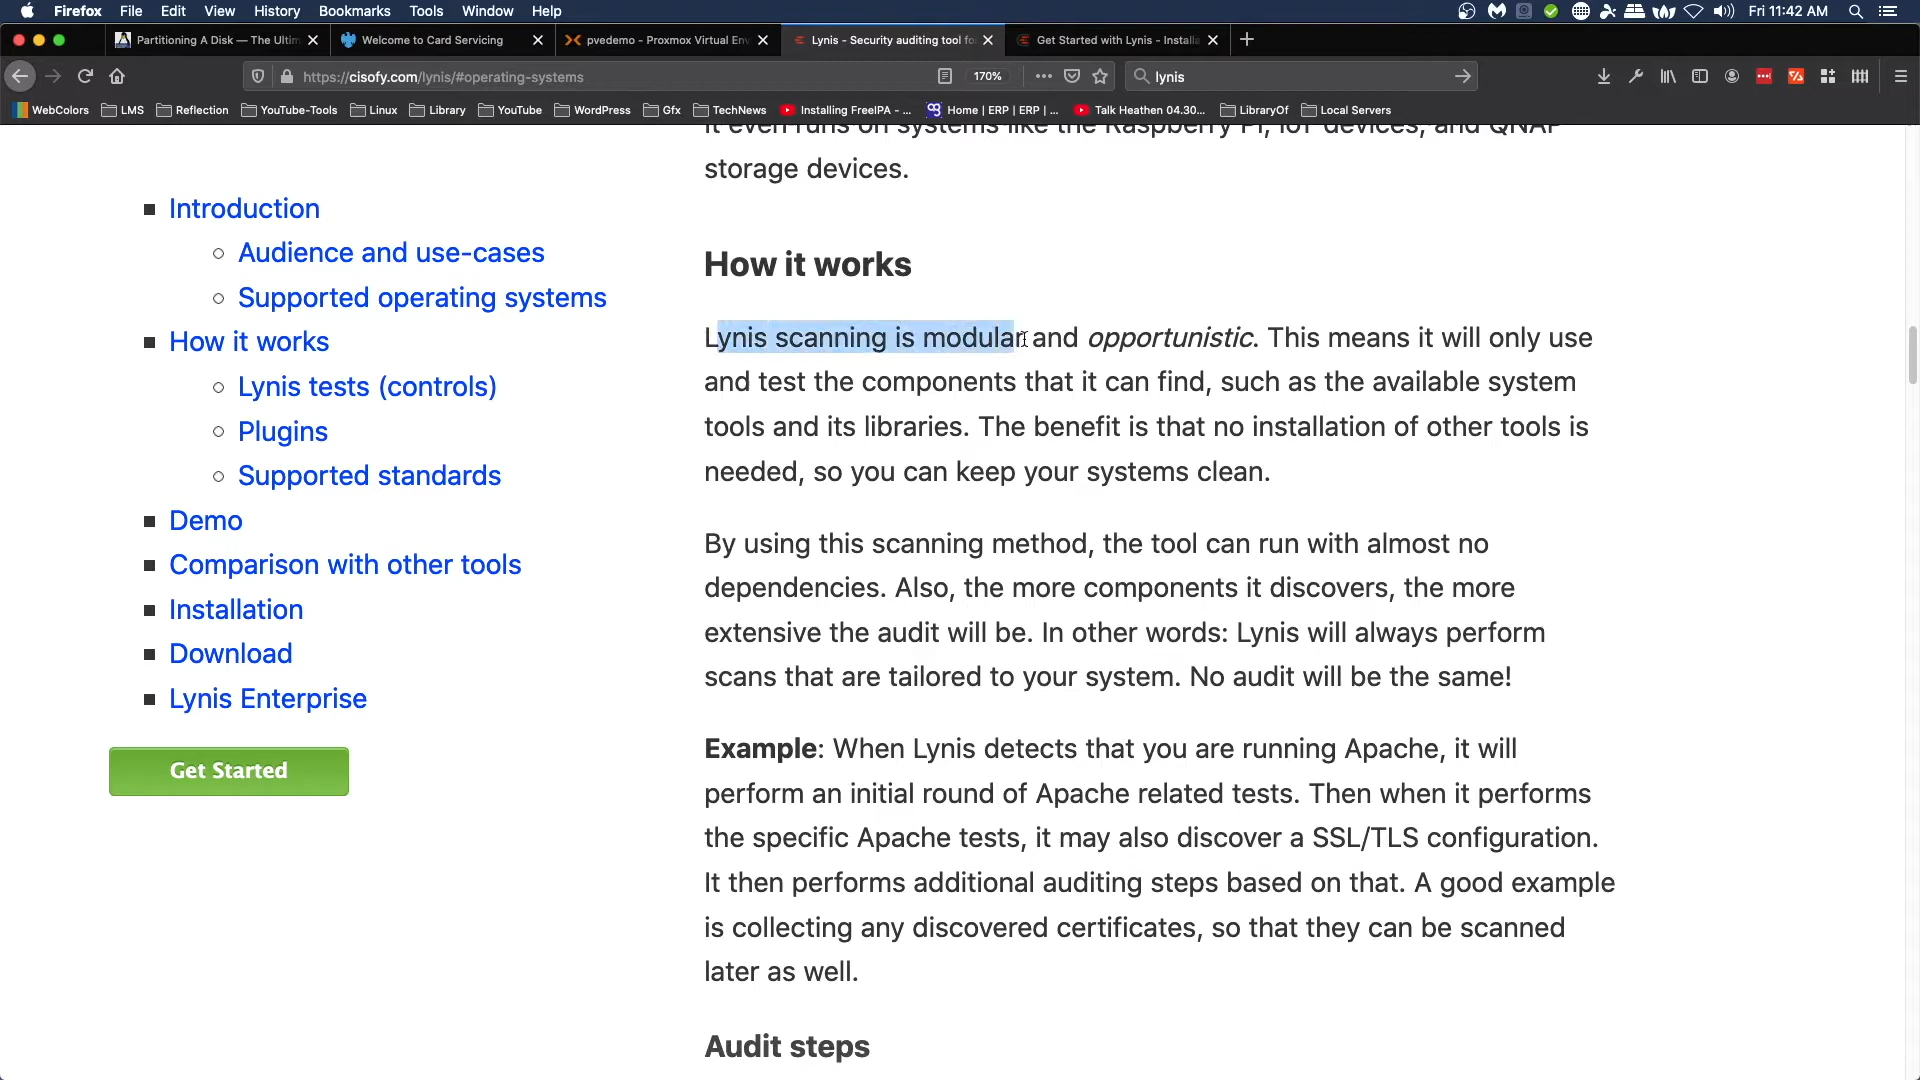 Firefox File Edit View History Bookmarks Tools Window Help Fri 11:42 AM
Partitioning A Disk — The Ultim Welcome to Card Servicing pvedemo - Proxmox Virtual Env Lynis - Security auditing tool fo Get Started with Lynis - Installa
https://cisofy.com/lynis/#operating-systems 170% lynis
WebColors LMS Reflection YouTube-Tools Linux Library YouTube WordPress Gfx TechNews Installing FreeIPA - ... Home | ERP | ERP | ... Talk Heathen 04.30... LibraryOf Local Servers
It even runs on systems like the Raspberry Pi, IoT devices, and QNAP
storage devices.
Introduction
Audience and use-cases
Supported operating systems
How it works
Lynis tests (controls)
Plugins
Supported standards
Demo
Comparison with other tools
Installation
Download
Lynis Enterprise
Get Started
How it works
Lynis scanning is modular and opportunistic. This means it will only use
and test the components that it can find, such as the available system
tools and its libraries. The benefit is that no installation of other tools is
needed, so you can keep your systems clean.
By using this scanning method, the tool can run with almost no
dependencies. Also, the more components it discovers, the more
extensive the audit will be. In other words: Lynis will always perform
scans that are tailored to your system. No audit will be the same!
Example: When Lynis detects that you are running Apache, it will
perform an initial round of Apache related tests. Then when it performs
the specific Apache tests, it may also discover a SSL/TLS configuration.
It then performs additional auditing steps based on that. A good example
is collecting any discovered certificates, so that they can be scanned
later as well.
Audit steps